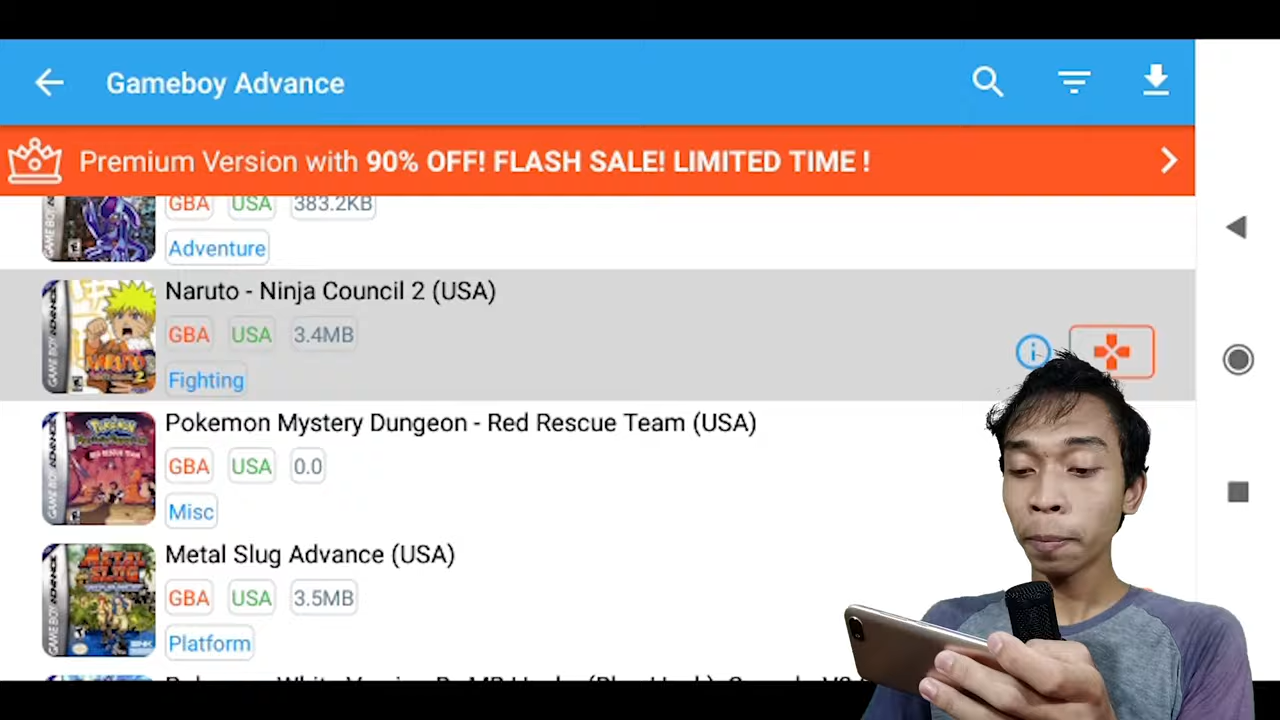 Gameboy Advance
Premium Version with 90% OFF! FLASH SALE! LIMITED TIME !
GBA USA 383.2KB
Adventure
Naruto - Ninja Council 2 (USA)
GBA USA 3.4MB
Fighting
Pokemon Mystery Dungeon - Red Rescue Team (USA)
GBA USA 0.0
Misc
Metal Slug Advance (USA)
GBA USA 3.5MB
Platform